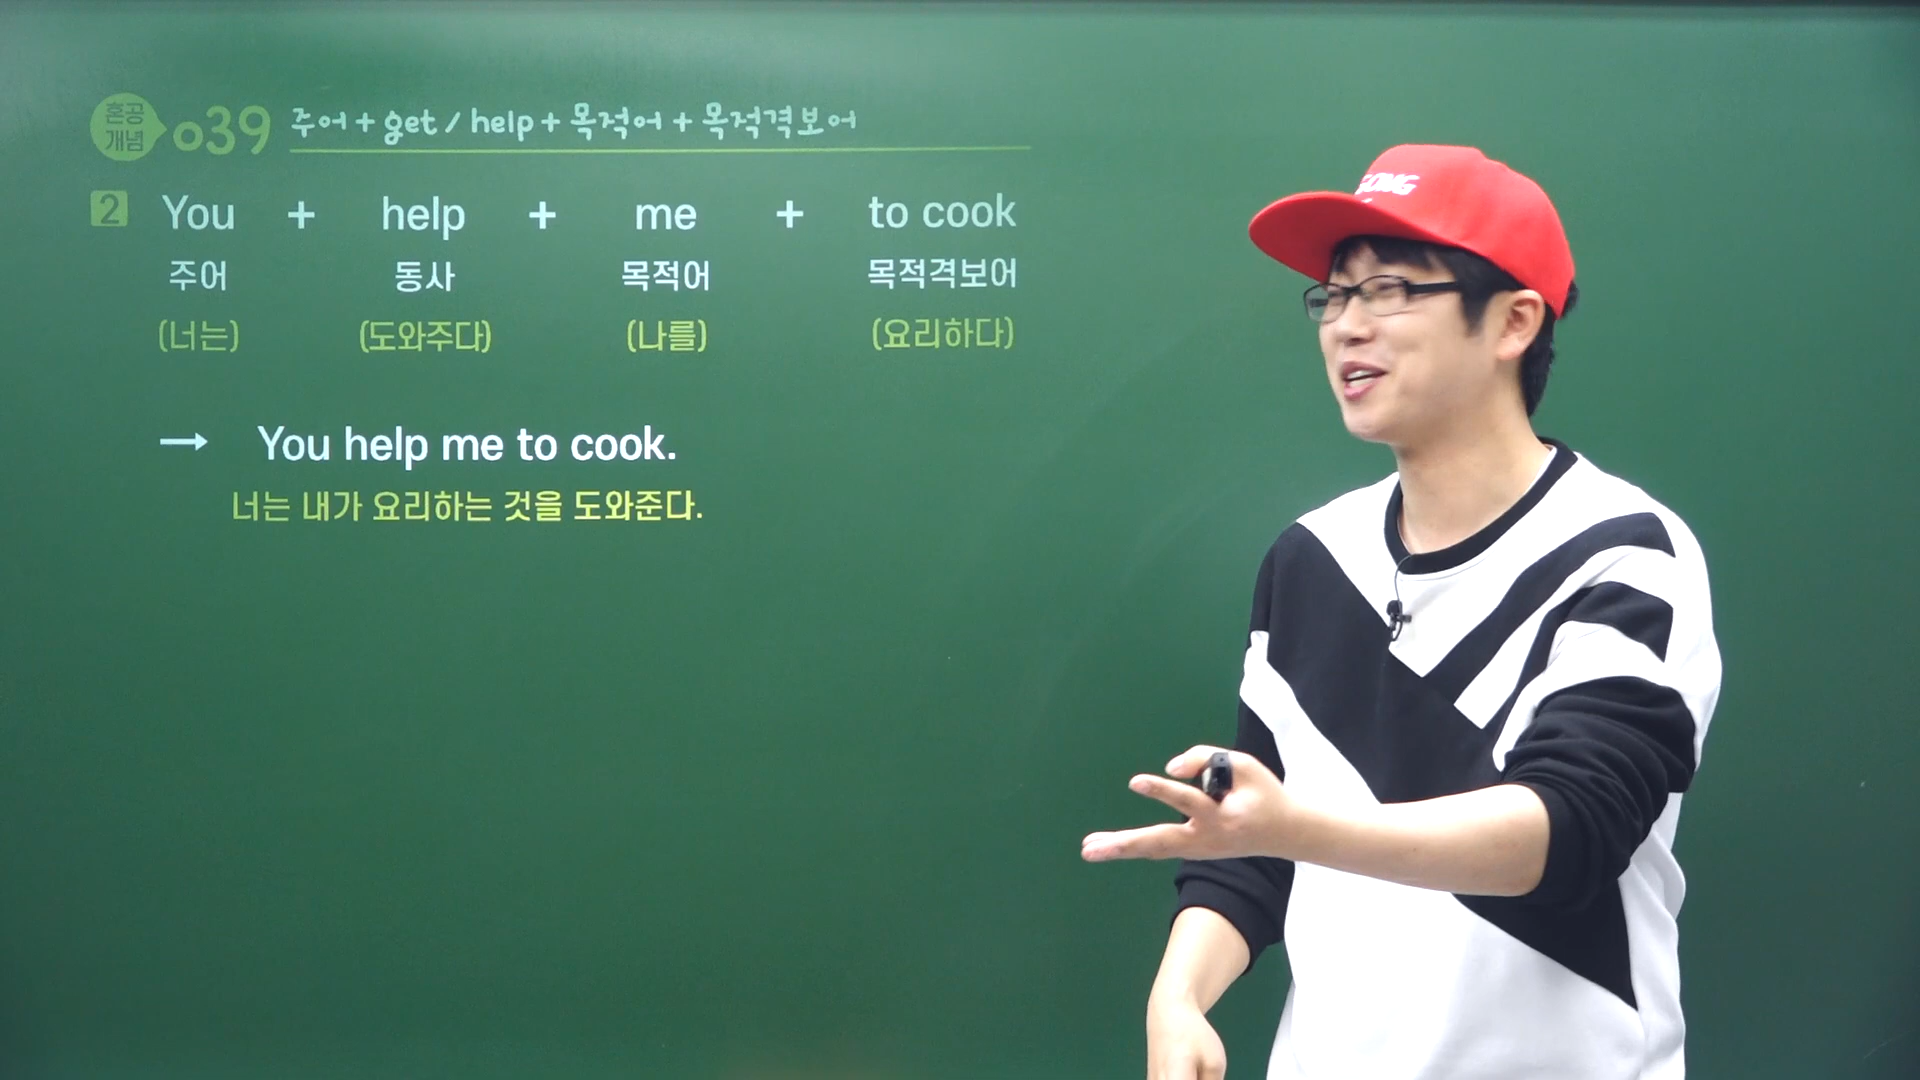 혼공
개념 039 주어 + get / help + 목적어 + 목적격보어
2 You + help + me + to cook
주어 동사 목적어 목적격보어
(너는) (도와주다) (나를) (요리하다)
→ You help me to cook.
너는 내가 요리하는 것을 도와준다.